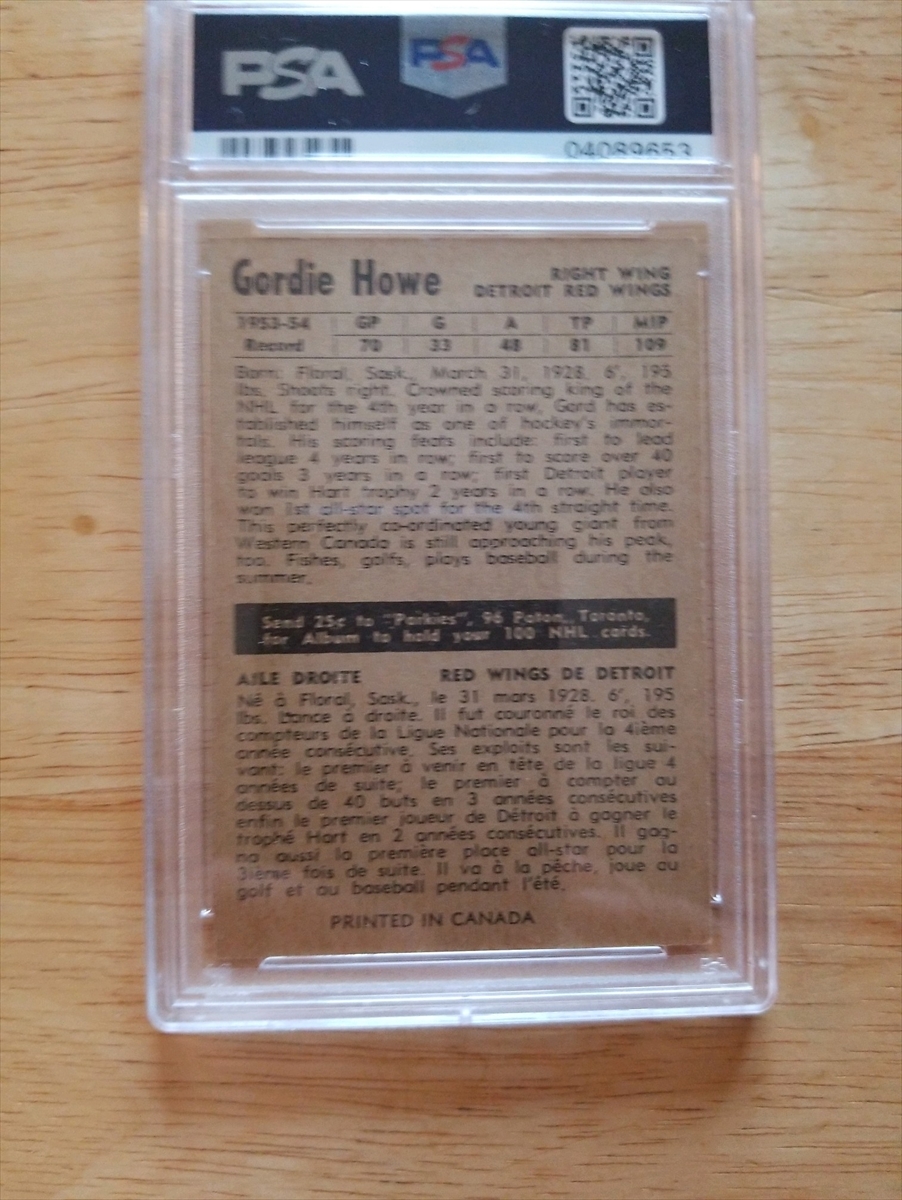 PSA PSA
04089653
Gordie Howe
RIGHT WING
DETROIT RED WINGS
1953-54 GP G A TP MIP
Record 70 33 48 81 109
Born: Floral, Sask., March 31, 1928. 6', 195
lbs. Shoots right. Crowned scoring king of the
NHL for the 4th year in a row, Gord has es-
tablished himself as one of hockey's immor-
tals. His scoring feats include: first to lead
league 4 years in row; first to score over 40
goals 3 years in a row; first Detroit player
to win Hart trophy 2 years in a row. He also
won 1st all-star spot for the 4th straight time.
This perfectly co-ordinated young giant from
Western Canada is still approaching his peak,
too. Fishes, golfs, plays baseball during the
summer.
Send 25¢ to "Parkies", 96 Paton, Toronto,
for Album to hold your 100 NHL cards.
AILE DROITE RED WINGS DE DETROIT
Né à Floral, Sask., le 31 mars 1928. 6', 195
lbs. Lance à droite. Il fut couronné le roi des
compteurs de la Ligue Nationale pour la 4ième
année consécutive. Ses exploits sont les sui-
vant: le premier à venir en tête de la ligue 4
années de suite; le premier à compter au
dessus de 40 buts en 3 années consécutives
enfin le premier joueur de Détroit à gagner le
trophé Hart en 2 années consécutives. Il gag-
na aussi la première place all-star pour la
3ième fois de suite. Il va à la pêche, joue au
golf et au baseball pendant l'été.
PRINTED IN CANADA